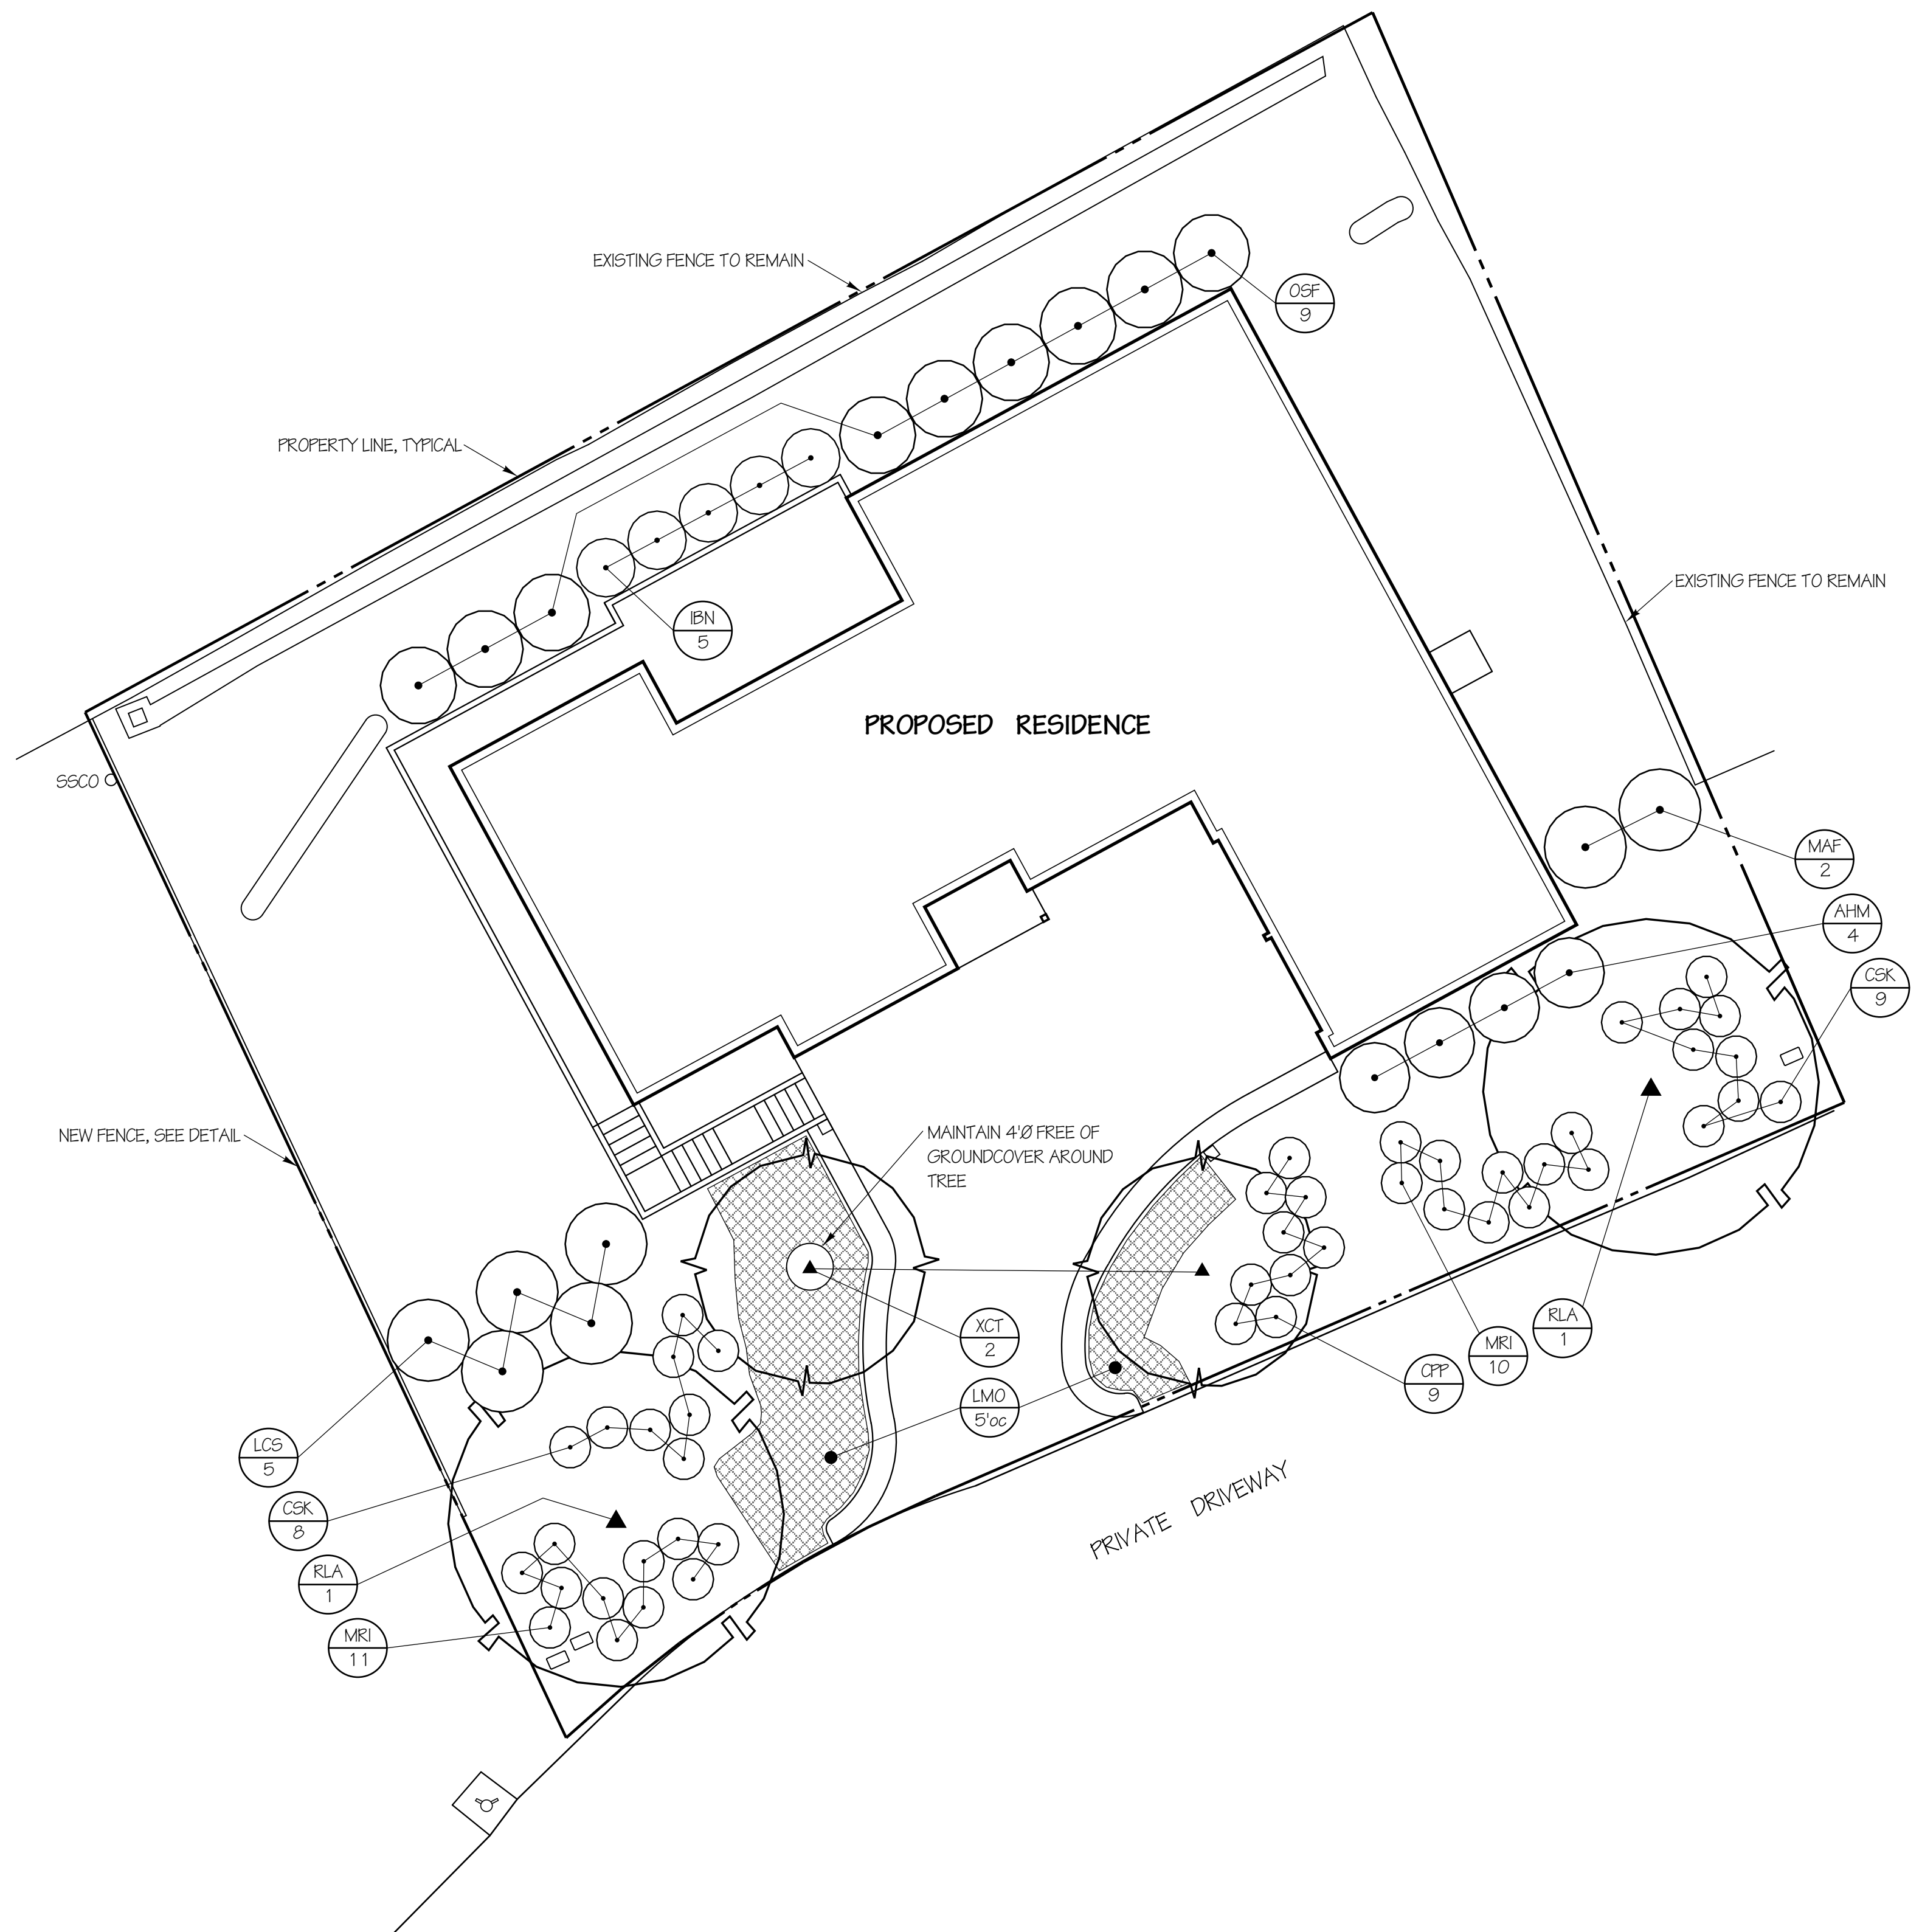 EXISTING FENCE TO REMAIN
OSF
9
PROPERTY LINE, TYPICAL
EXISTING FENCE TO REMAIN
IBN
5
PROPOSED RESIDENCE
SSCO
MAF
2
AHM
4
CSK
9
NEW FENCE, SEE DETAIL
MAINTAIN 4'Ø FREE OF
GROUNDCOVER AROUND
TREE
XCT
2
RLA
1
MRI
10
CPP
9
LMO
5'oc
LCS
5
CSK
8
PRIVATE DRIVEWAY
RLA
1
MRI
11